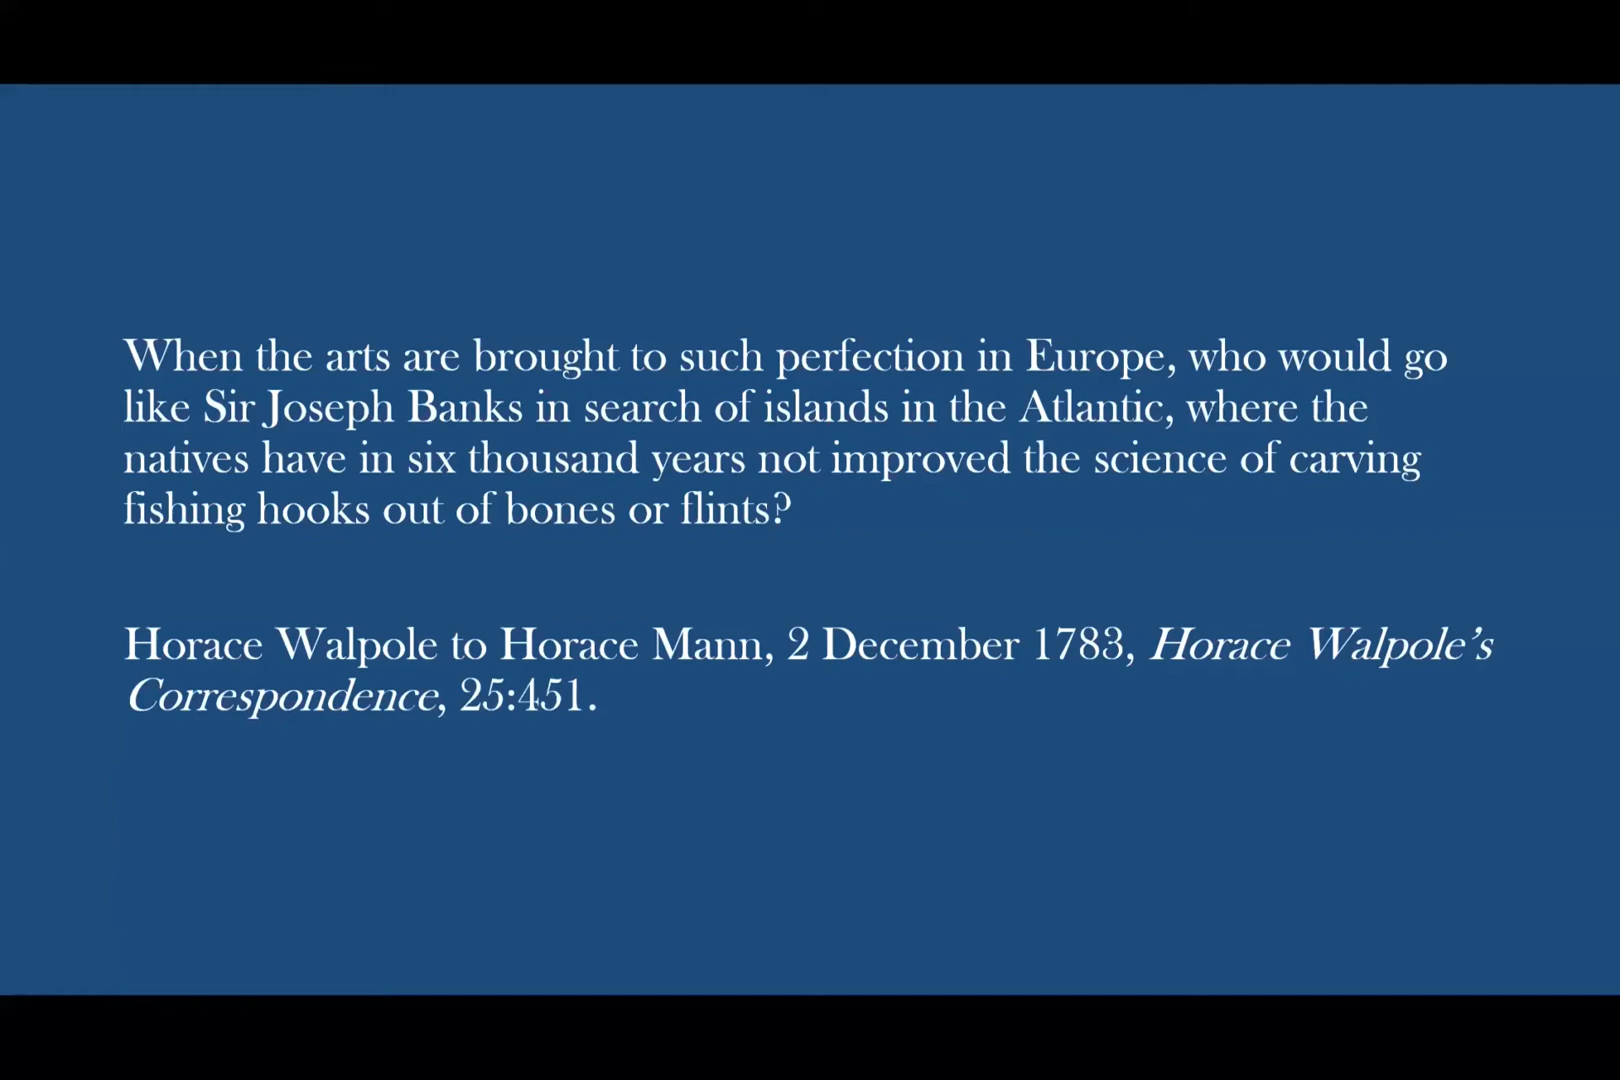 When the arts are brought to such perfection in Europe, who would go
like Sir Joseph Banks in search of islands in the Atlantic, where the
natives have in six thousand years not improved the science of carving
fishing hooks out of bones or flints?
Horace Walpole to Horace Mann, 2 December 1783, Horace Walpole’s
Correspondence, 25:451.